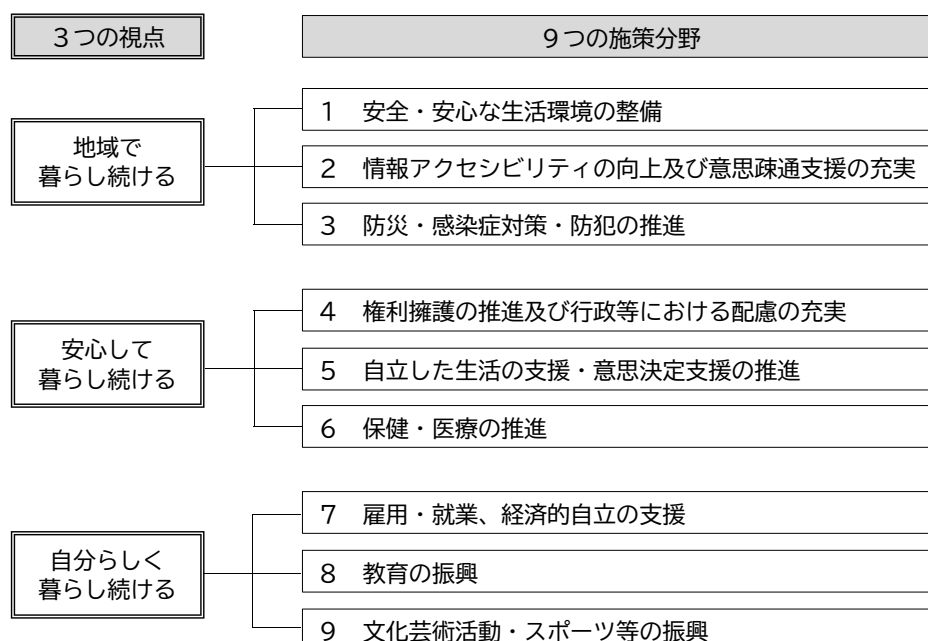 3つの視点
9つの施策分野
地域で
暮らし続ける
1 安全・安心な生活環境の整備
2 情報アクセシビリティの向上及び意思疎通支援の充実
3 防災・感染症対策・防犯の推進
安心して
暮らし続ける
4 権利擁護の推進及び行政等における配慮の充実
5 自立した生活の支援・意思決定支援の推進
6 保健・医療の推進
自分らしく
暮らし続ける
7 雇用・就業、経済的自立の支援
8 教育の振興
9 文化芸術活動・スポーツ等の振興